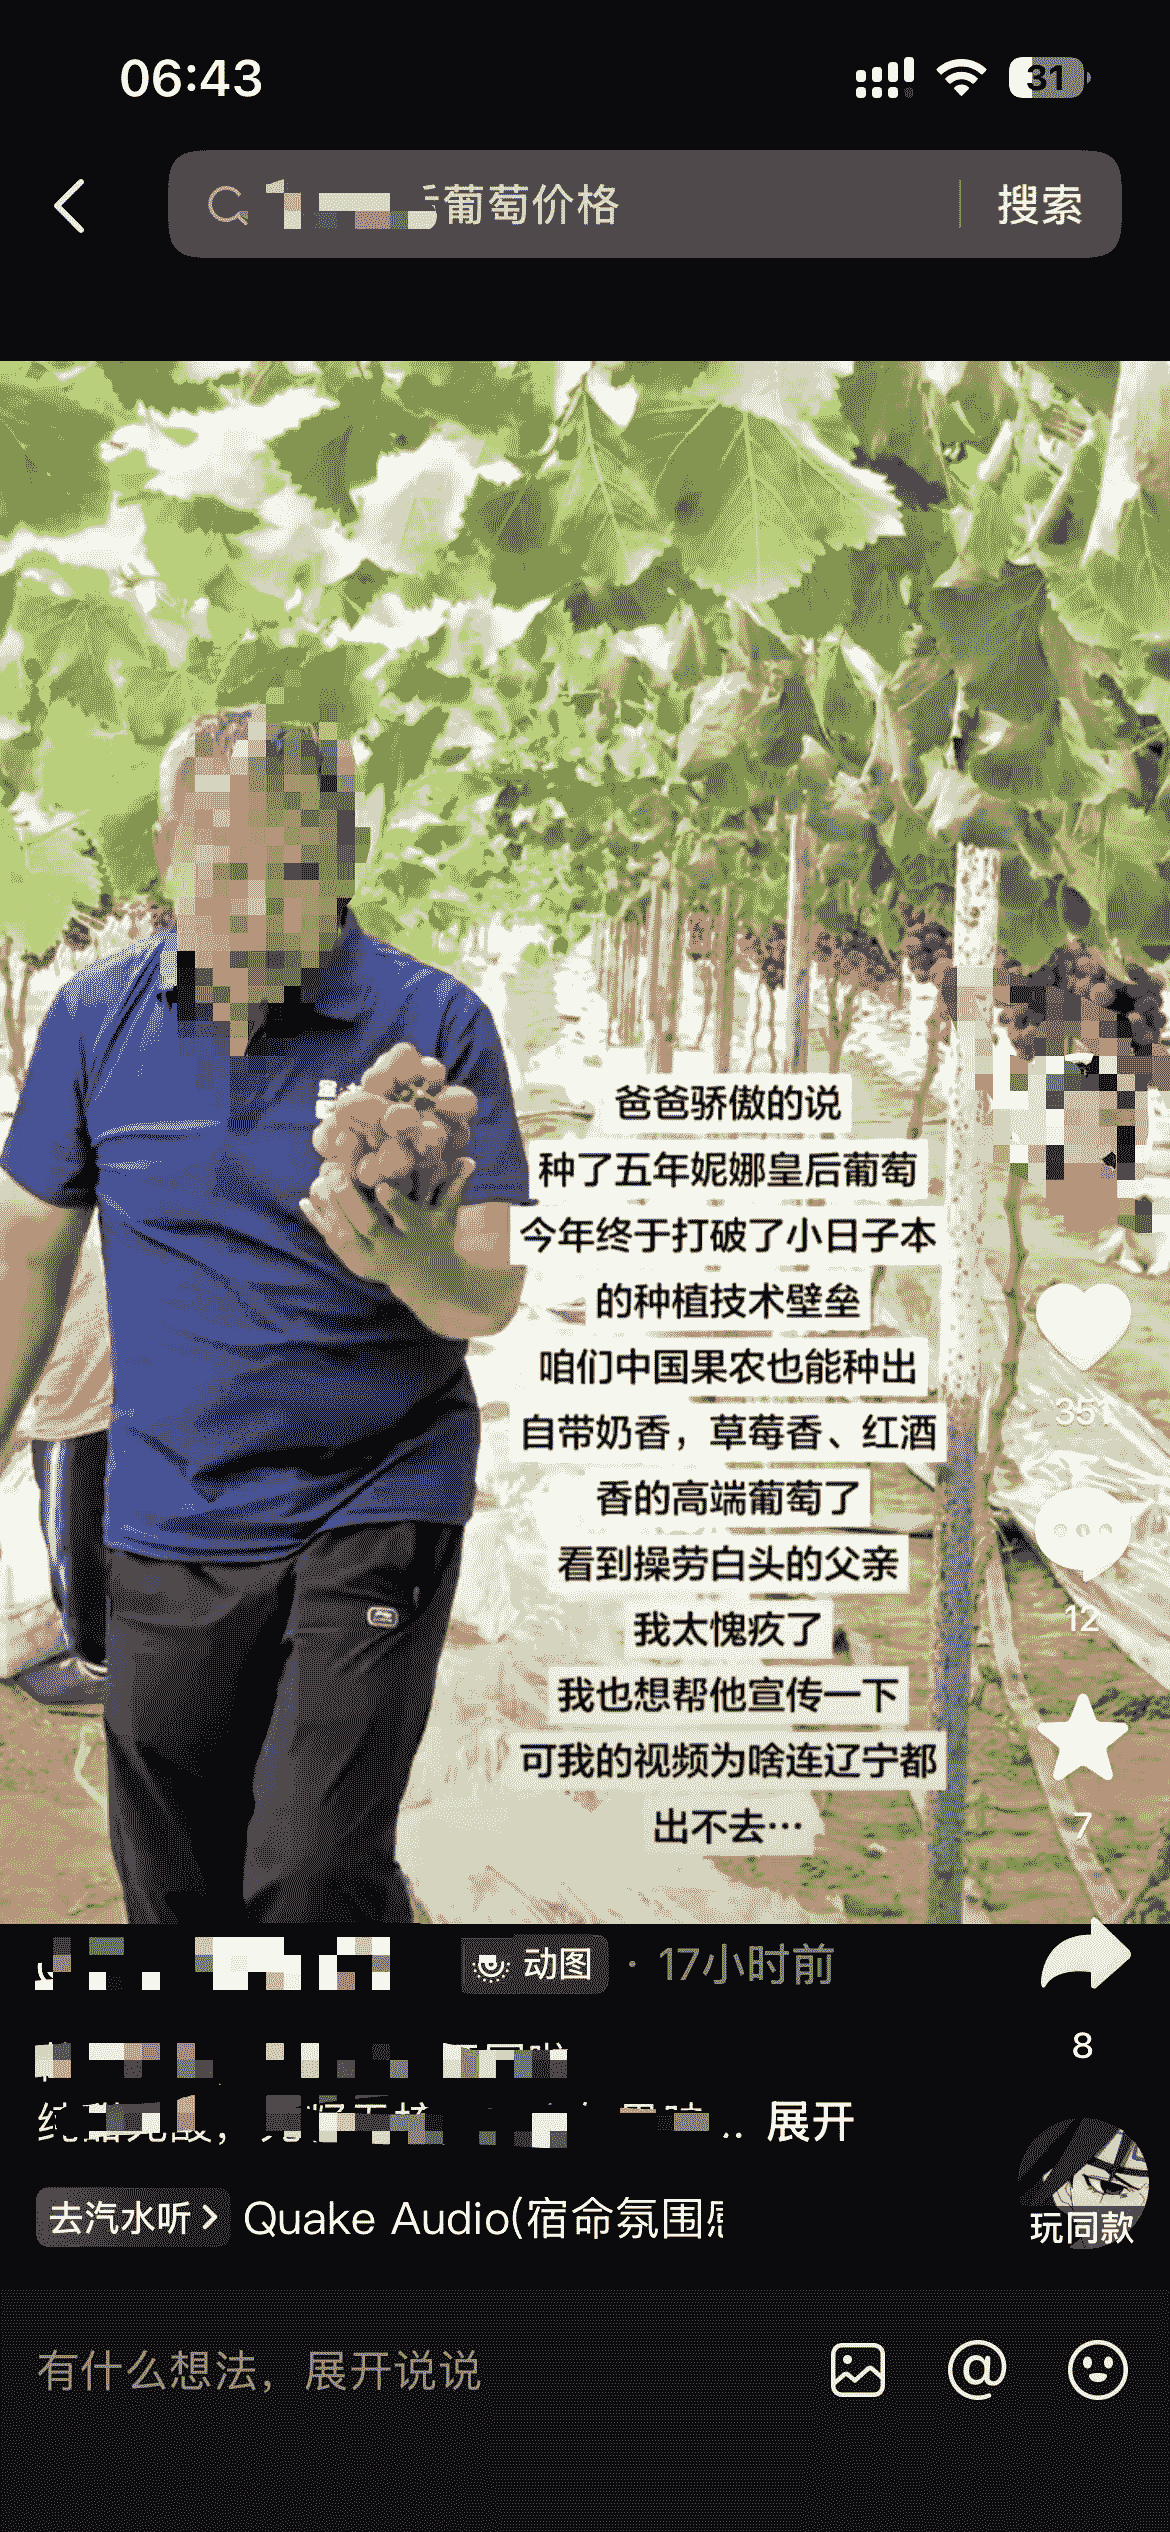 06:43
31
葡萄价格
搜索
爸爸骄傲的说
种了五年妮娜皇后葡萄
今年终于打破了小日子本
的种植技术壁垒
咱们中国果农也能种出
自带奶香，草莓香、红酒
香的高端葡萄了
看到操劳白头的父亲
我太愧疚了
我也想帮他宣传一下
可我的视频为啥连辽宁都
出不去…
351
12
7
动图 · 17小时前
8
展开
去汽水听 Quake Audio(宿命氛围感
玩同款
有什么想法，展开说说